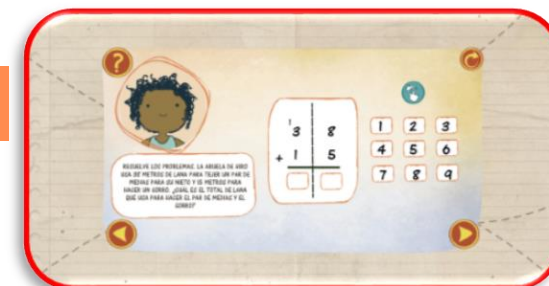 ?
RESUELVE LOS PROBLEMAS. LA ABUELA DE AIRO
USA 38 METROS DE LANA PARA TEJER UN PAR DE
MEDIAS PARA SU NIETO Y 15 METROS PARA
HACER UN GORRO. ¿CUÁL ES EL TOTAL DE LANA
QUE USA PARA HACER EL PAR DE MEDIAS Y EL
GORRO?
1
3 8
+ 1 5
1 2 3
4 5 6
7 8 9